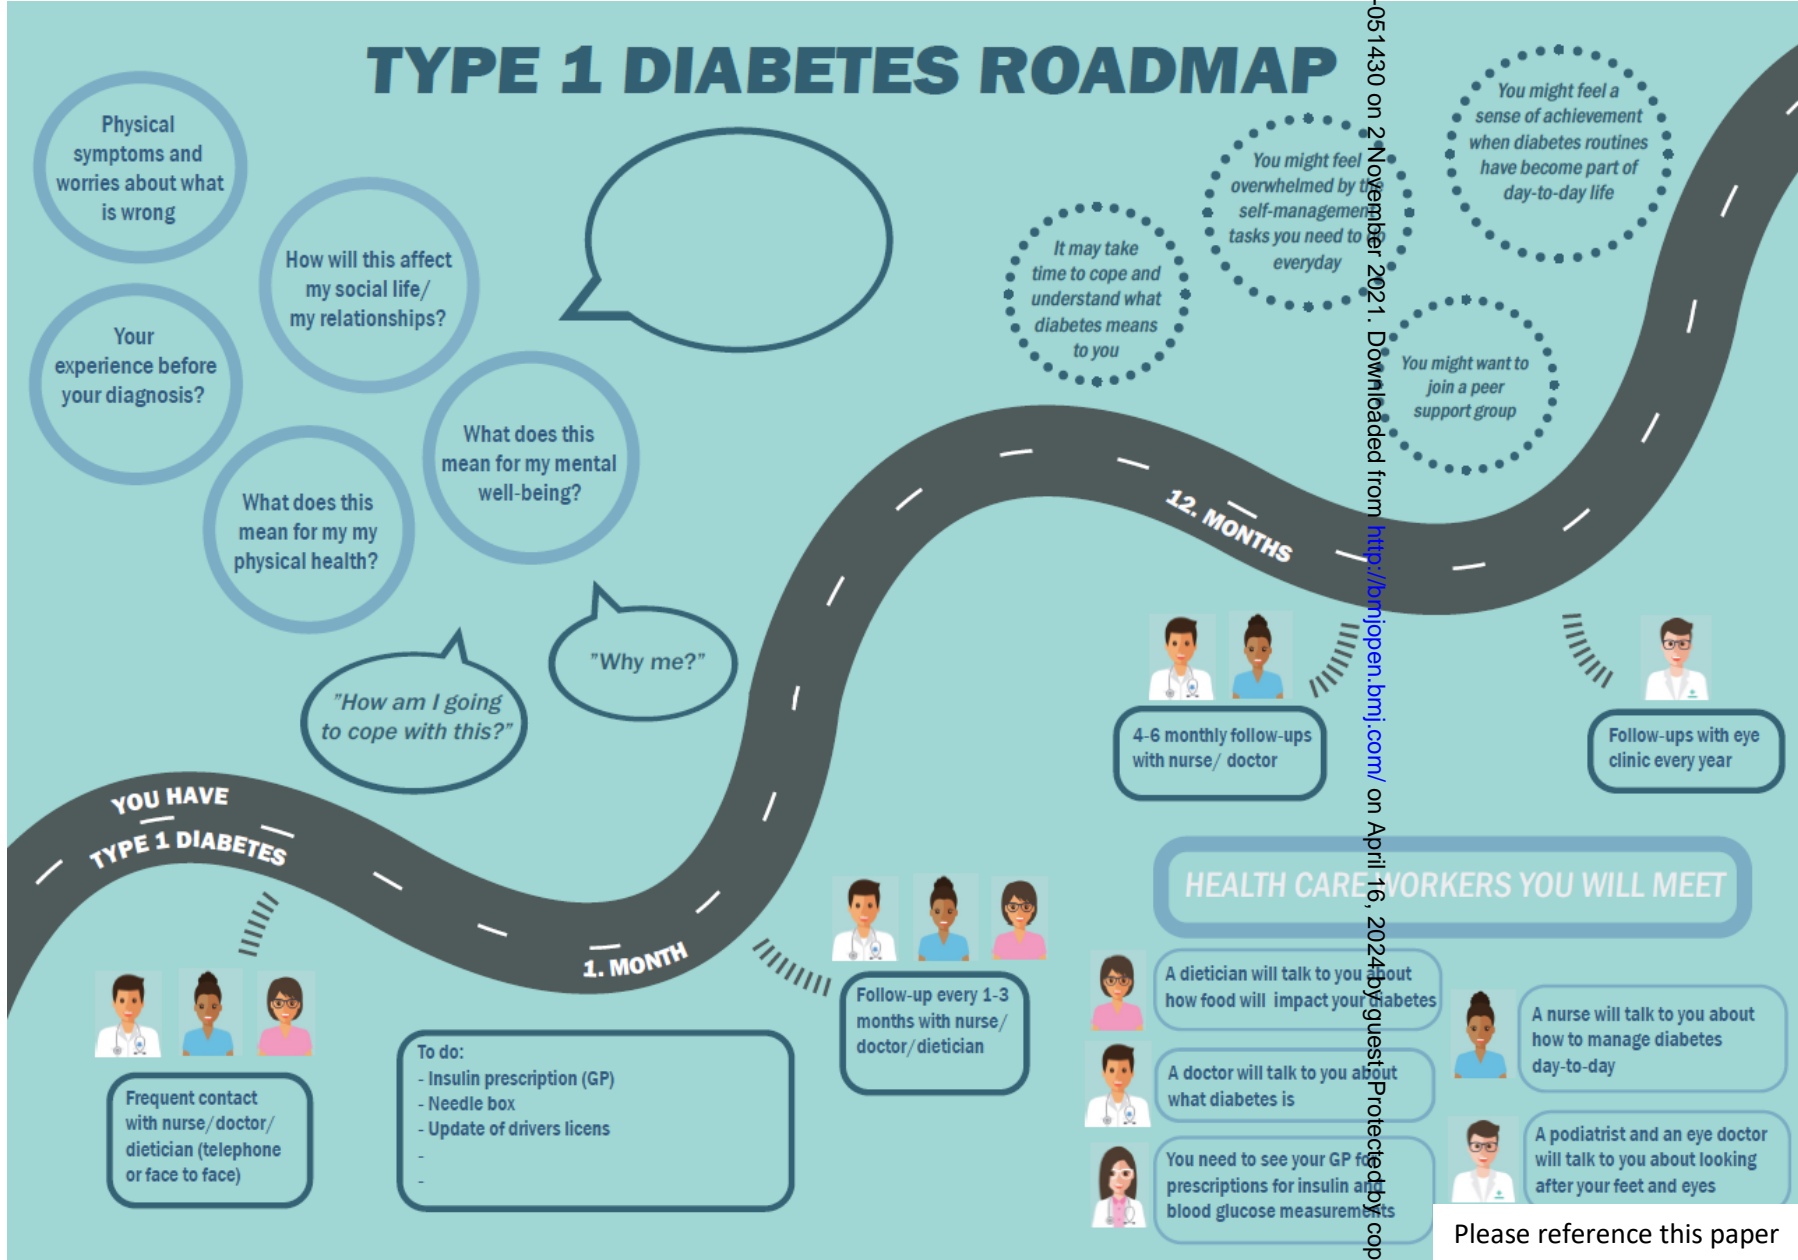 TYPE 1 DIABETES ROADMAP
Physical
symptoms and
worries about what
is wrong
How will this affect
my social life/
my relationships?
Your
experience before
your diagnosis?
What does this
mean for my mental
well-being?
What does this
mean for my my
physical health?
"Why me?"
"How am I going
to cope with this?"
It may take
time to cope and
understand what
diabetes means
to you
You might feel
overwhelmed by the
self-management
tasks you need to do
everyday
You might feel a
sense of achievement
when diabetes routines
have become part of
day-to-day life
You might want to
join a peer
support group
YOU HAVE
TYPE 1 DIABETES
1. MONTH
12. MONTHS
Frequent contact
with nurse/doctor/
dietician (telephone
or face to face)
To do:
- Insulin prescription (GP)
- Needle box
- Update of drivers licens
-
-
Follow-up every 1-3
months with nurse/
doctor/dietician
4-6 monthly follow-ups
with nurse/ doctor
Follow-ups with eye
clinic every year
HEALTH CARE WORKERS YOU WILL MEET
A dietician will talk to you about
how food will impact your diabetes
A doctor will talk to you about
what diabetes is
You need to see your GP for
prescriptions for insulin and
blood glucose measurements
A nurse will talk to you about
how to manage diabetes
day-to-day
A podiatrist and an eye doctor
will talk to you about looking
after your feet and eyes
-051430 on 2 November 2021. Downloaded from http://bmjopen.bmj.com/ on April 16, 2024 by guest. Protected by cop
Please reference this paper